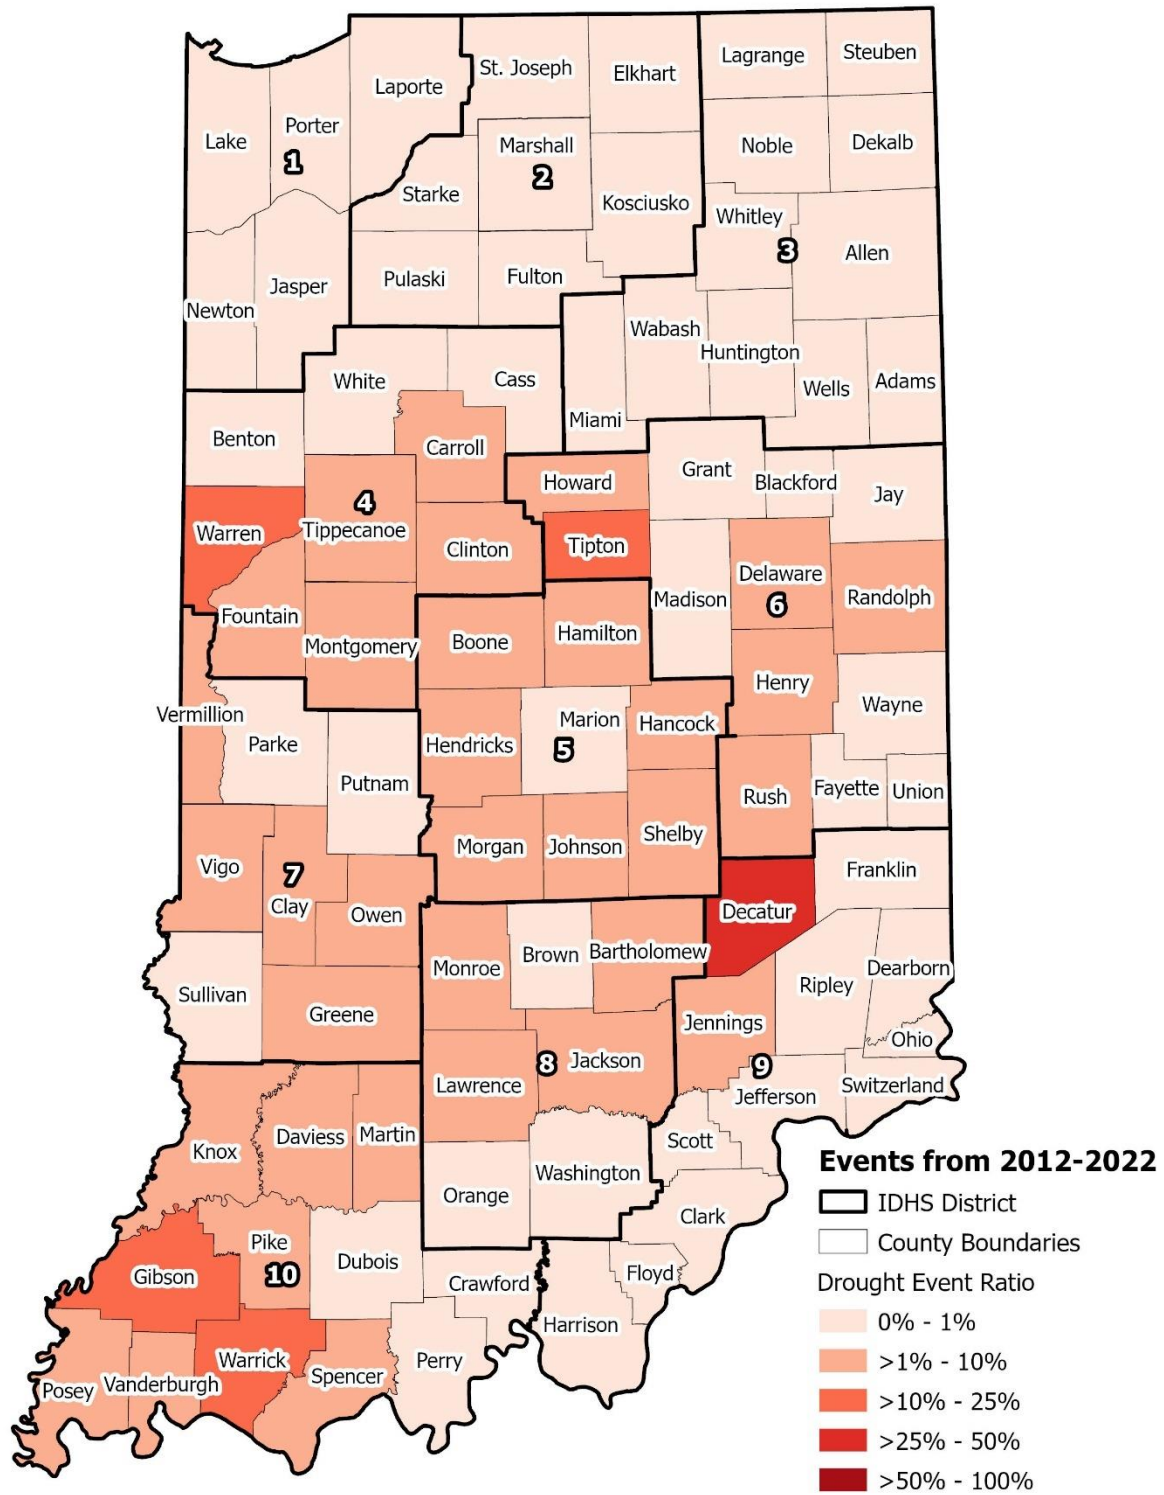 Lagrange
Steuben
St. Joseph
Elkhart
Laporte
Lake
Porter
1
Marshall
2
Noble
Dekalb
Starke
Kosciusko
Whitley
3
Allen
Newton
Jasper
Pulaski
Fulton
Wabash
Huntington
Wells
Adams
White
Cass
Miami
Benton
Carroll
Howard
Grant
Blackford
Jay
Warren
4
Tippecanoe
Clinton
Tipton
Madison
Delaware
6
Randolph
Fountain
Montgomery
Boone
Hamilton
Henry
Wayne
Vermillion
Parke
Putnam
Hendricks
Marion
5
Hancock
Rush
Fayette
Union
Vigo
7
Clay
Owen
Morgan
Johnson
Shelby
Franklin
Decatur
Sullivan
Greene
Monroe
Brown
Bartholomew
Ripley
Dearborn
Jennings
Ohio
8
Jackson
9
Lawrence
Jefferson
Switzerland
Knox
Daviess
Martin
Scott
Orange
Washington
Clark
Gibson
Pike
10
Dubois
Crawford
Floyd
Harrison
Posey
Vanderburgh
Warrick
Spencer
Perry
Events from 2012-2022
IDHS District
County Boundaries
Drought Event Ratio
0% - 1%
>1% - 10%
>10% - 25%
>25% - 50%
>50% - 100%